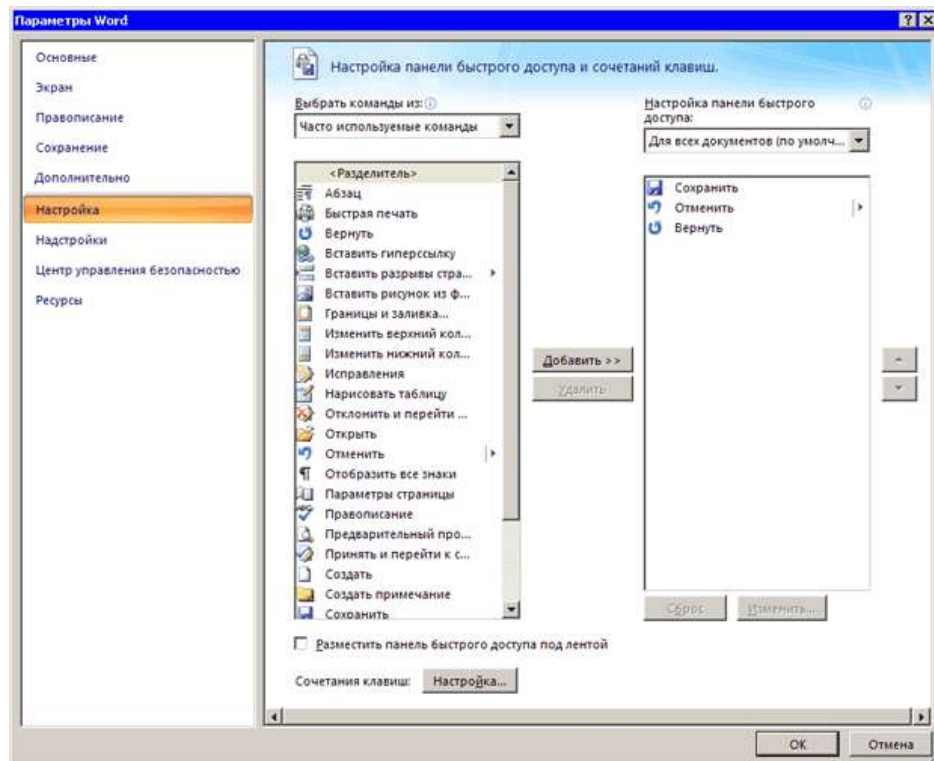 Параметры Word
Основные
Экран
Правописание
Сохранение
Дополнительно
Настройка
Надстройки
Центр управления безопасностью
Ресурсы
Настройка панели быстрого доступа и сочетаний клавиш.
Выбрать команды из:
Часто используемые команды
<Разделитель>
Абзац
Быстрая печать
Вернуть
Вставить гиперссылку
Вставить разрывы стра...
Вставить рисунок из ф...
Границы и заливка...
Изменить верхний кол...
Изменить нижний кол...
Исправления
Нарисовать таблицу
Отклонить и перейти ...
Открыть
Отменить
Отобразить все знаки
Параметры страницы
Правописание
Предварительный про...
Принять и перейти к с...
Создать
Создать примечание
Сохранить
Добавить >>
Удалить
Настройка панели быстрого
доступа:
Для всех документов (по умолч...
Сохранить
Отменить
Вернуть
Сброс
Изменить...
Разместить панель быстрого доступа под лентой
Сочетания клавиш: Настройка...
ОК
Отмена